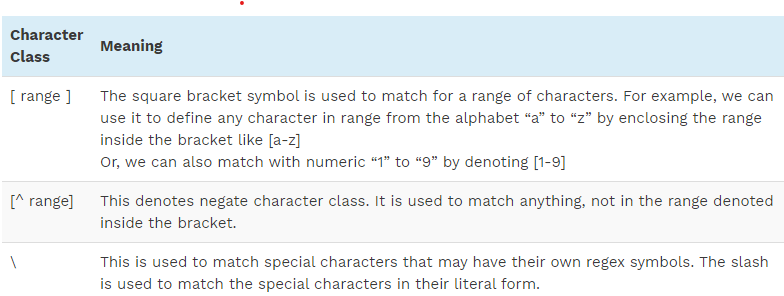 Character Class
Meaning
[ range ]
The square bracket symbol is used to match for a range of characters. For example, we can
use it to define any character in range from the alphabet “a” to “z” by enclosing the range
inside the bracket like [a-z]
Or, we can also match with numeric “1” to “9” by denoting [1-9]
[^ range]
This denotes negate character class. It is used to match anything, not in the range denoted
inside the bracket.
\
This is used to match special characters that may have their own regex symbols. The slash
is used to match the special characters in their literal form.